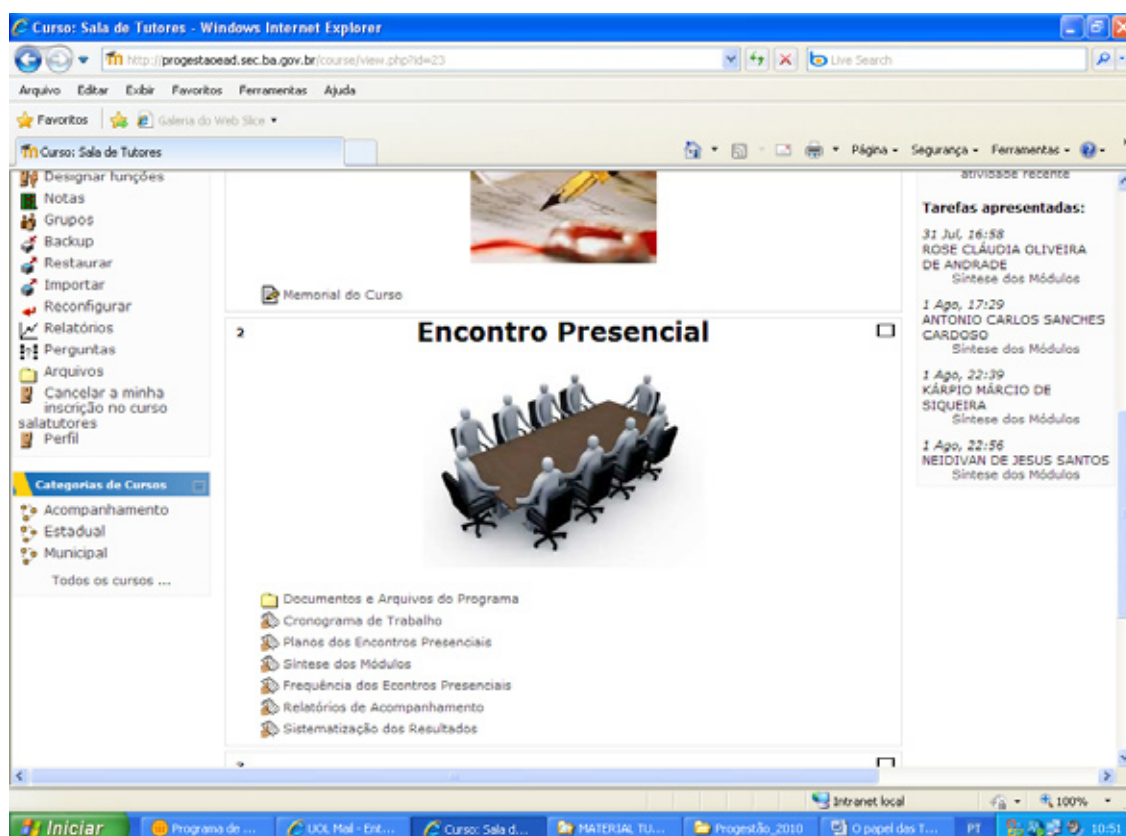 Curso: Sala de Tutores - Windows Internet Explorer
http://progestaoead.sec.ba.gov.br/course/view.php?id=23
Live Search
Arquivo Editar Exibir Favoritos Ferramentas Ajuda
Favoritos Galeria do Web Slice
Curso: Sala de Tutores
Página Segurança Ferramentas
Designar funções
Notas
Grupos
Backup
Restaurar
Importar
Reconfigurar
Relatórios
Perguntas
Arquivos
Cancelar a minha
inscrição no curso
salatutores
Perfil
Categorias de Cursos
Acompanhamento
Estadual
Municipal
Todos os cursos ...
Memorial do Curso
2
Encontro Presencial
Documentos e Arquivos do Programa
Cronograma de Trabalho
Planos dos Encontros Presenciais
Síntese dos Módulos
Frequência dos Econtros Presenciais
Relatórios de Acompanhamento
Sistematização dos Resultados
atividade recente
Tarefas apresentadas:
31 Jul, 16:58
ROSE CLÁUDIA OLIVEIRA
DE ANDRADE
Síntese dos Módulos
1 Ago, 17:29
ANTONIO CARLOS SANCHES
CARDOSO
Síntese dos Módulos
1 Ago, 22:39
KÁRPIO MÁRCIO DE
SIQUEIRA
Síntese dos Módulos
1 Ago, 22:56
NEIDIVAN DE JESUS SANTOS
Síntese dos Módulos
Intranet local 100%
Iniciar Programa de ... UOL Mail - Ent... Curso: Sala d... MATERIAL TU... Progestão_2010 O papel das T... PT 10:51